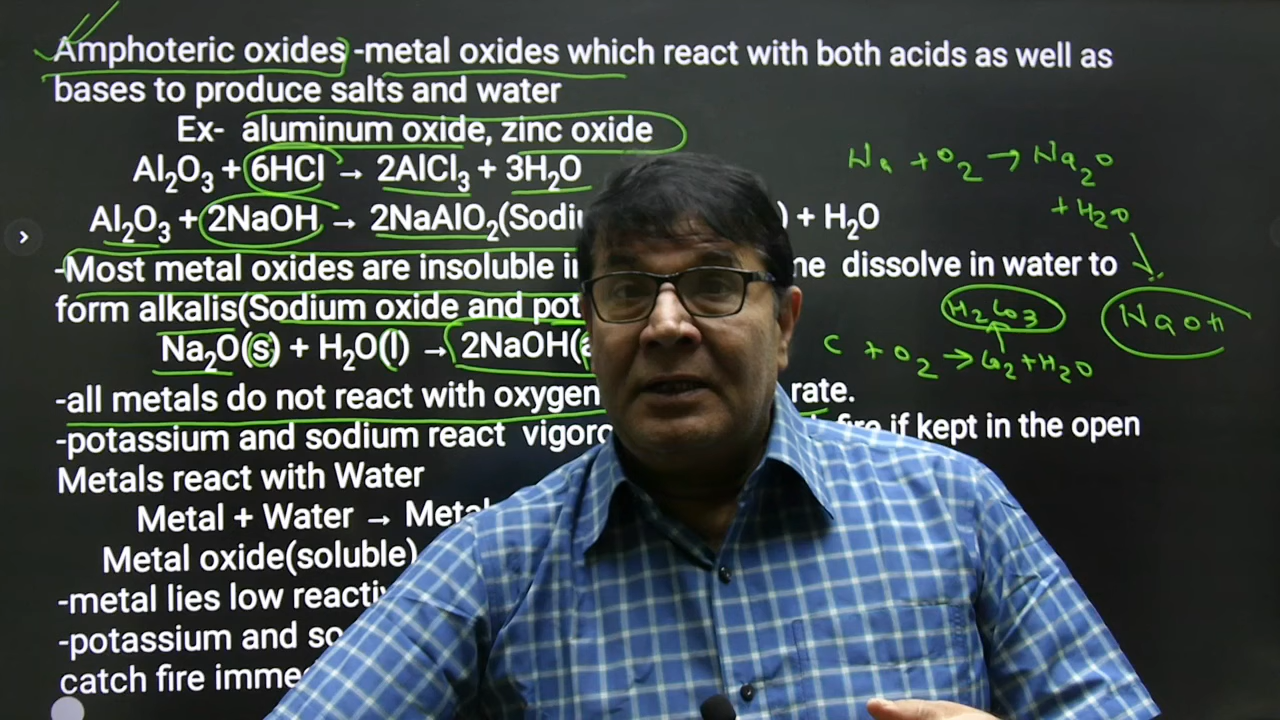 Amphoteric oxides -metal oxides which react with both acids as well as
bases to produce salts and water
Ex- aluminum oxide, zinc oxide
Al₂O₃ + 6HCl → 2AlCl₃ + 3H₂O
Al₂O₃ + 2NaOH → 2NaAlO₂(Sodiu ) + H₂O
-Most metal oxides are insoluble in dissolve in water to
form alkalis(Sodium oxide and pot
Na₂O(s) + H₂O(l) → 2NaOH(a
-all metals do not react with oxygen rate.
-potassium and sodium react vigoro fire if kept in the open
Metals react with Water
Metal + Water → Metal
Metal oxide(soluble)
-metal lies low reactiv
-potassium and so
catch fire imme
Na + O₂ → Na₂O
+ H₂O
NaOH
H₂CO₃
C + O₂ → CO₂ + H₂O